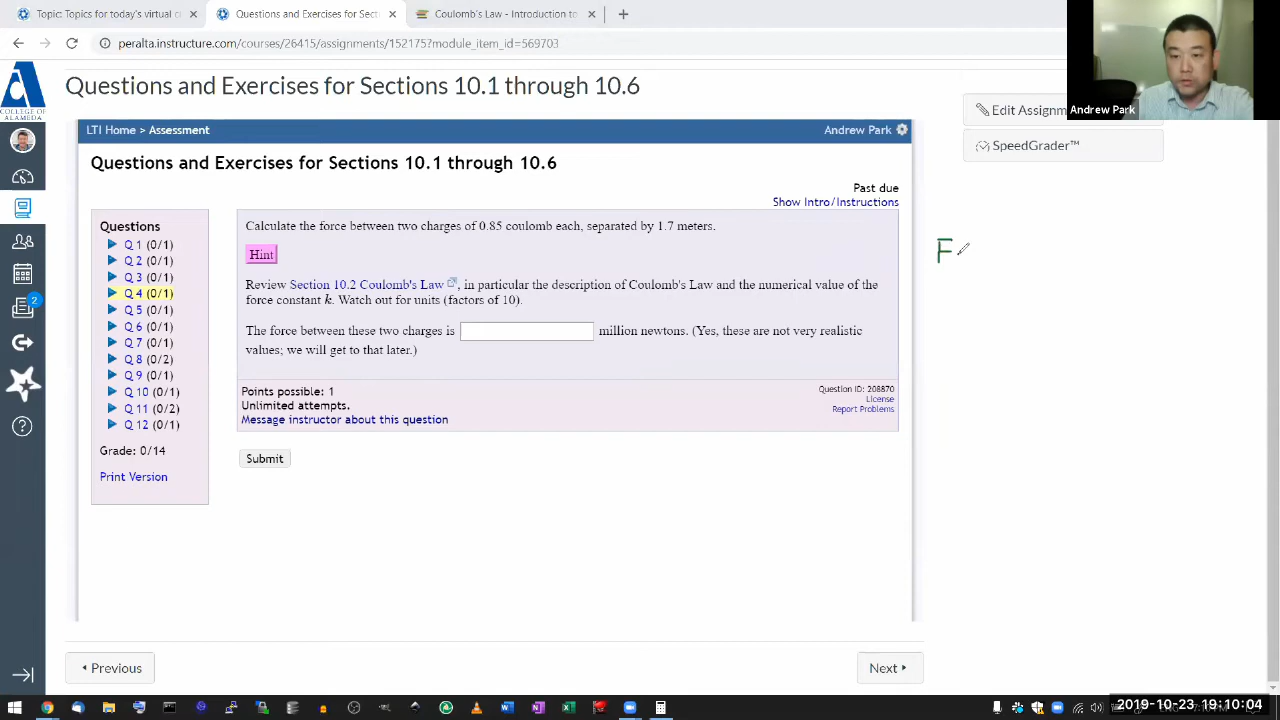 Topic: Topics for this week's virtual o
Questions and Exercises for Sect
Coulomb's Law - Introduction to
peralta.instructure.com/courses/26415/assignments/152175?module_item_id=569703
Andrew Park
Questions and Exercises for Sections 10.1 through 10.6
Edit Assignm
SpeedGrader™
COLLEGE OF
ALAMEDA
LTI Home > Assessment
Andrew Park
Questions and Exercises for Sections 10.1 through 10.6
Past due
Show Intro/Instructions
Questions
Q 1 (0/1)
Q 2 (0/1)
Q 3 (0/1)
Q 4 (0/1)
Q 5 (0/1)
Q 6 (0/1)
Q 7 (0/1)
Q 8 (0/2)
Q 9 (0/1)
Q 10 (0/1)
Q 11 (0/2)
Q 12 (0/1)
Grade: 0/14
Print Version
Calculate the force between two charges of 0.85 coulomb each, separated by 1.7 meters.
Hint
Review Section 10.2 Coulomb's Law, in particular the description of Coulomb's Law and the numerical value of the
force constant k. Watch out for units (factors of 10).
The force between these two charges is million newtons. (Yes, these are not very realistic
values; we will get to that later.)
Points possible: 1
Unlimited attempts.
Message instructor about this question
Question ID: 208870
License
Report Problems
Submit
F
2
Previous
Next
2019-10-23 19:10:04